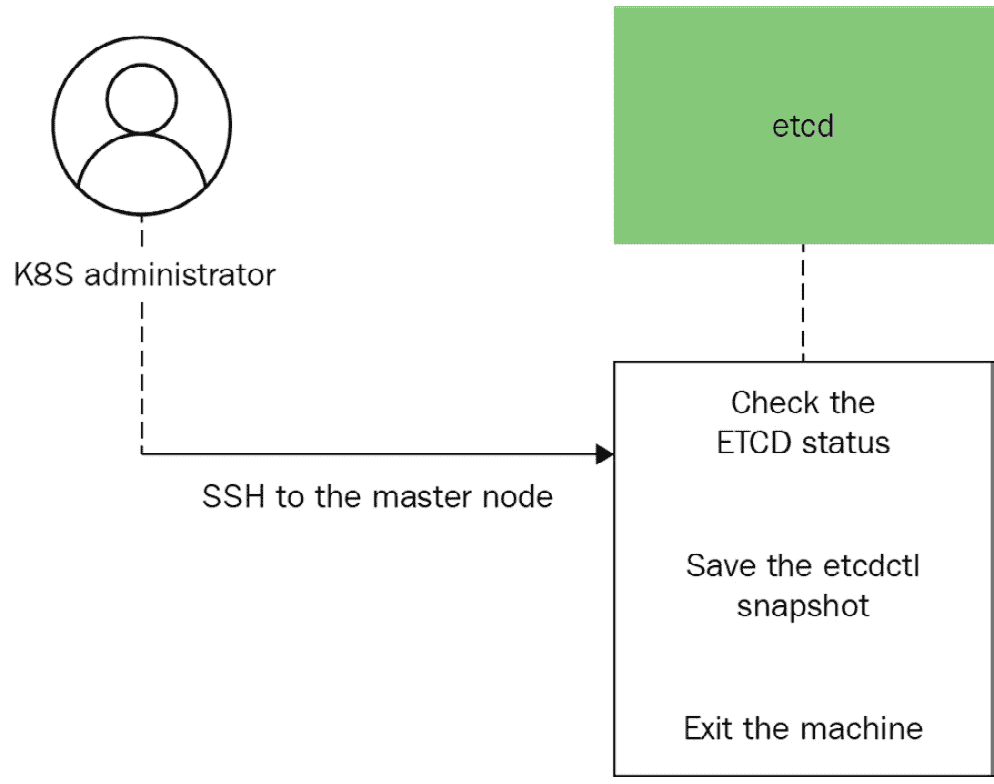 etcd
K8S administrator
Check the
ETCD status
SSH to the master node
Save the etcdctl
snapshot
Exit the machine